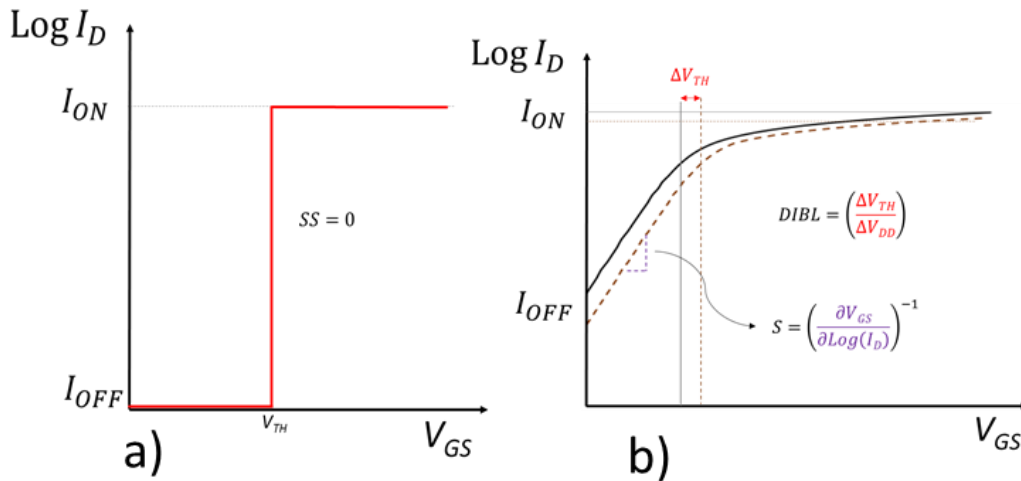 Log I_D
I_ON
SS = 0
I_OFF
V_TH
V_GS
a)
Log I_D
ΔV_TH
I_ON
DIBL = (ΔV_TH / ΔV_DD)
I_OFF
S = (∂V_GS / ∂Log(I_D))^−1
V_GS
b)